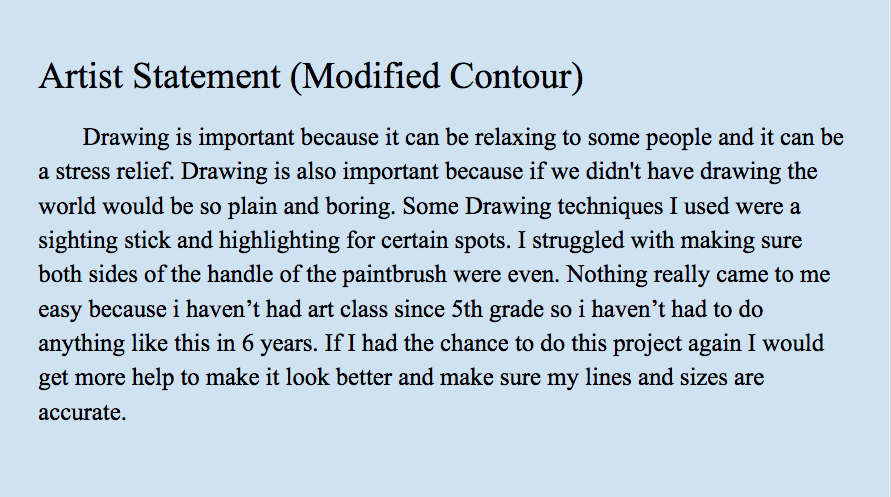 Artist Statement (Modified Contour)
Drawing is important because it can be relaxing to some people and it can be
a stress relief. Drawing is also important because if we didn't have drawing the
world would be so plain and boring. Some Drawing techniques I used were a
sighting stick and highlighting for certain spots. I struggled with making sure
both sides of the handle of the paintbrush were even. Nothing really came to me
easy because i haven’t had art class since 5th grade so i haven’t had to do
anything like this in 6 years. If I had the chance to do this project again I would
get more help to make it look better and make sure my lines and sizes are
accurate.